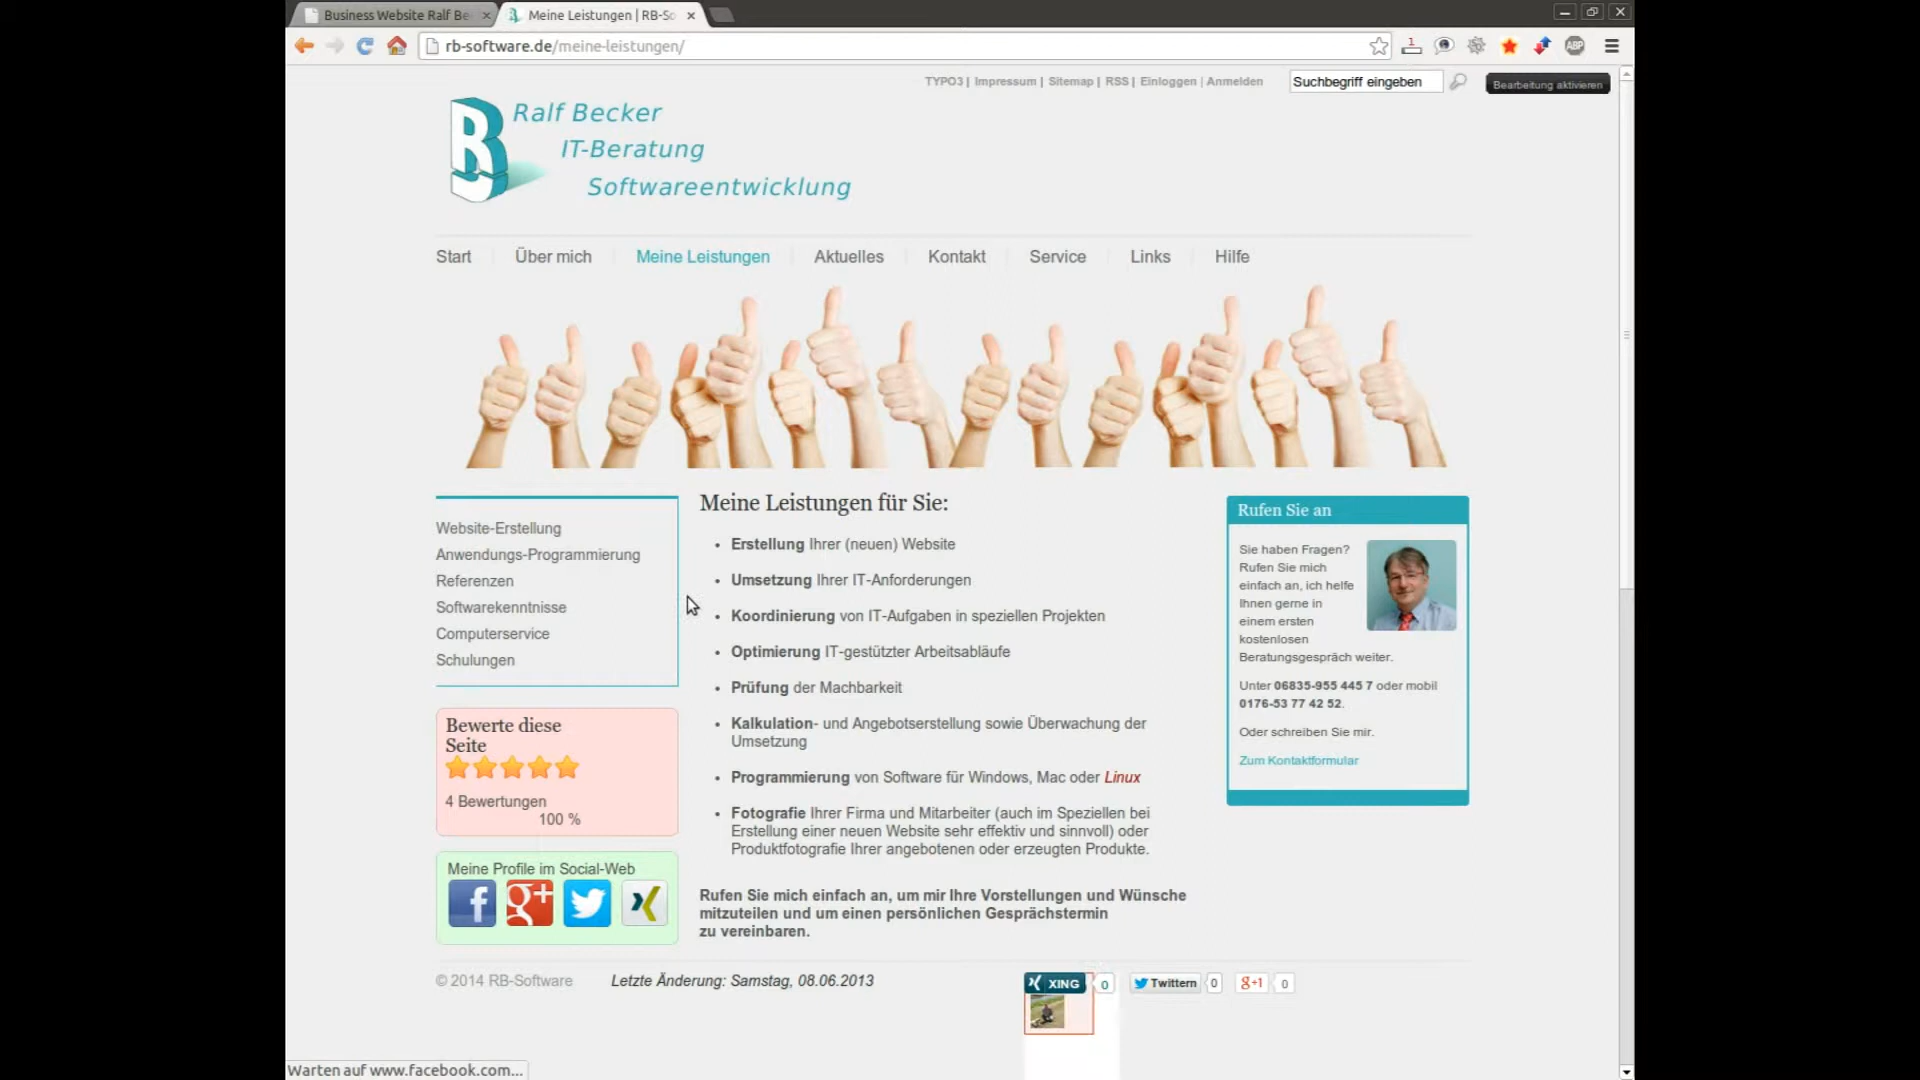 Business Website Ralf Be
Meine Leistungen | RB-So
rb-software.de/meine-leistungen/
1
ABP
TYPO3 | Impressum | Sitemap | RSS | Einloggen | Anmelden
Suchbegriff eingeben
Bearbeitung aktivieren
Ralf Becker
IT-Beratung
Softwareentwicklung
Start
Über mich
Meine Leistungen
Aktuelles
Kontakt
Service
Links
Hilfe
Website-Erstellung
Anwendungs-Programmierung
Referenzen
Softwarekenntnisse
Computerservice
Schulungen
Bewerte diese
Seite
4 Bewertungen
100 %
Meine Profile im Social-Web
f
g+
Meine Leistungen für Sie:
• Erstellung Ihrer (neuen) Website
• Umsetzung Ihrer IT-Anforderungen
• Koordinierung von IT-Aufgaben in speziellen Projekten
• Optimierung IT-gestützter Arbeitsabläufe
• Prüfung der Machbarkeit
• Kalkulation- und Angebotserstellung sowie Überwachung der
Umsetzung
• Programmierung von Software für Windows, Mac oder Linux
• Fotografie Ihrer Firma und Mitarbeiter (auch im Speziellen bei
Erstellung einer neuen Website sehr effektiv und sinnvoll) oder
Produktfotografie Ihrer angebotenen oder erzeugten Produkte.
Rufen Sie mich einfach an, um mir Ihre Vorstellungen und Wünsche
mitzuteilen und um einen persönlichen Gesprächstermin
zu vereinbaren.
Rufen Sie an
Sie haben Fragen?
Rufen Sie mich
einfach an, ich helfe
Ihnen gerne in
einem ersten
kostenlosen
Beratungsgespräch weiter.
Unter 06835-955 445 7 oder mobil
0176-53 77 42 52.
Oder schreiben Sie mir.
Zum Kontaktformular
© 2014 RB-Software
Letzte Änderung: Samstag, 08.06.2013
XING 0
Twittern 0
g+1 0
Warten auf www.facebook.com...